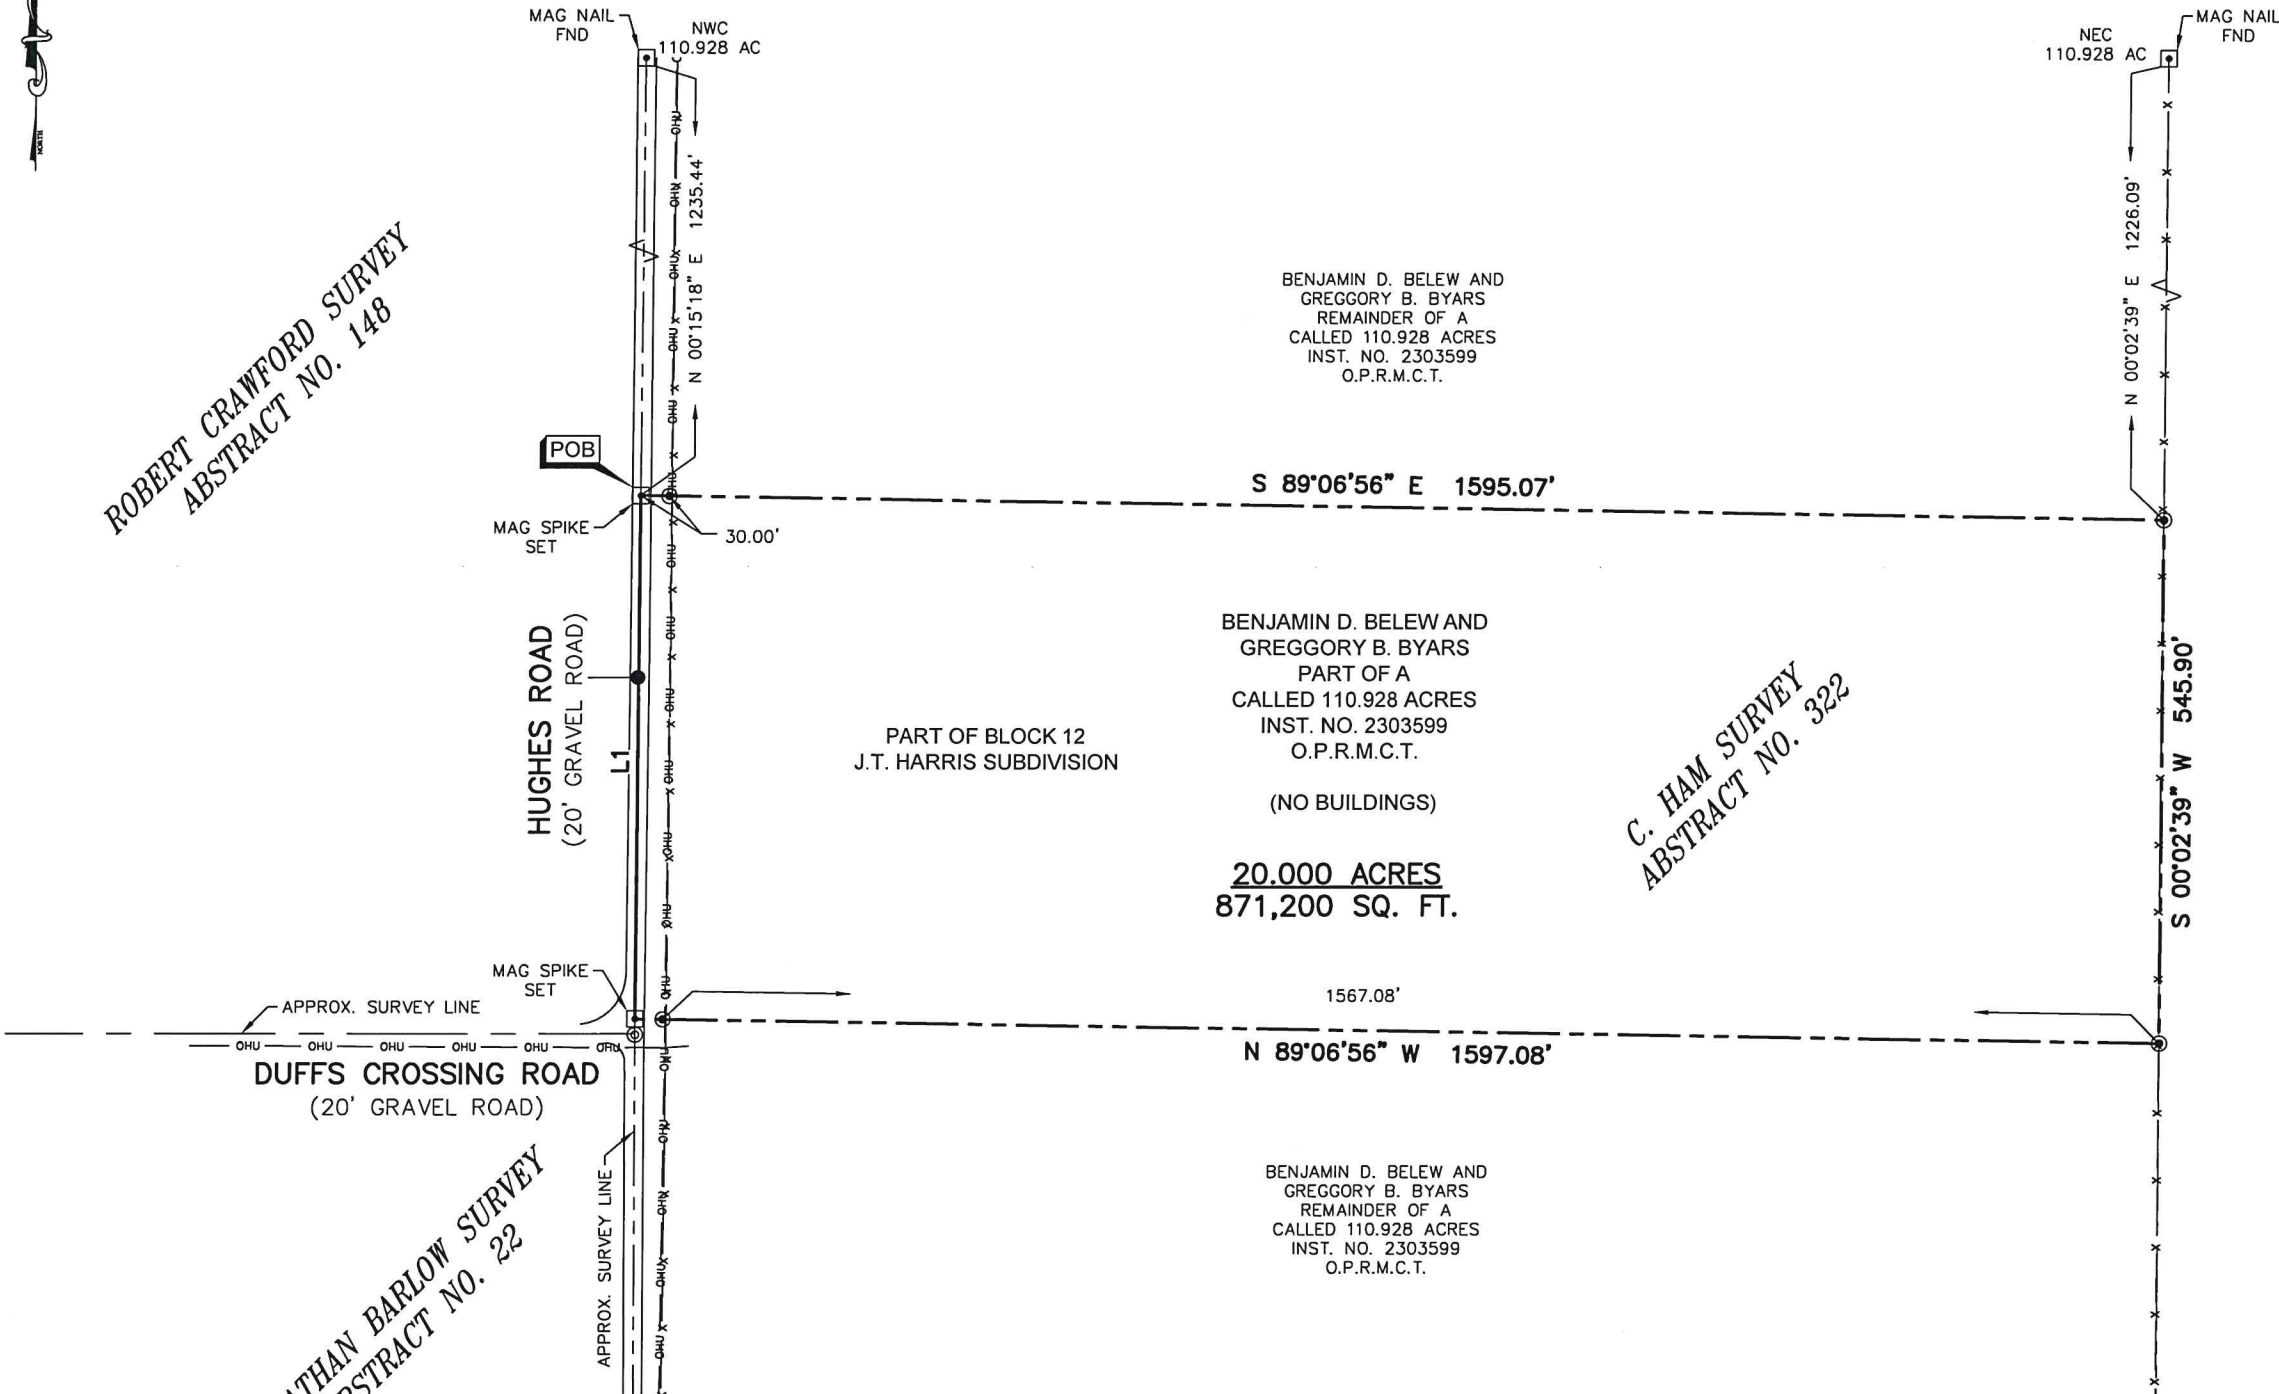 NORTH
MAG NAIL
FND
NWC
110.928 AC
NEC
110.928 AC
MAG NAIL
FND
N 00°15'18" E 1235.44'
N 00°02'39" E 1226.09'
ROBERT CRAWFORD SURVEY
ABSTRACT NO. 148
BENJAMIN D. BELEW AND
GREGGORY B. BYARS
REMAINDER OF A
CALLED 110.928 ACRES
INST. NO. 2303599
O.P.R.M.C.T.
POB
S 89°06'56" E 1595.07'
MAG SPIKE
SET
30.00'
HUGHES ROAD
(20' GRAVEL ROAD)
L1
PART OF BLOCK 12
J.T. HARRIS SUBDIVISION
BENJAMIN D. BELEW AND
GREGGORY B. BYARS
PART OF A
CALLED 110.928 ACRES
INST. NO. 2303599
O.P.R.M.C.T.
(NO BUILDINGS)
20.000 ACRES
871,200 SQ. FT.
C. HAM SURVEY
ABSTRACT NO. 322
S 00°02'39" W 545.90'
MAG SPIKE
SET
APPROX. SURVEY LINE
1567.08'
OHU OHU OHU OHU OHU OHU
N 89°06'56" W 1597.08'
DUFFS CROSSING ROAD
(20' GRAVEL ROAD)
APPROX. SURVEY LINE
BARLOW SURVEY
NO. 22
BENJAMIN D. BELEW AND
GREGGORY B. BYARS
REMAINDER OF A
CALLED 110.928 ACRES
INST. NO. 2303599
O.P.R.M.C.T.